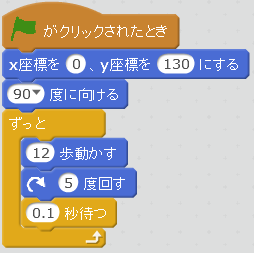 がクリックされたとき
x座標を 0 、y座標を 130 にする
90▼ 度に向ける
ずっと
12 歩動かす
5 度回す
0.1 秒待つ